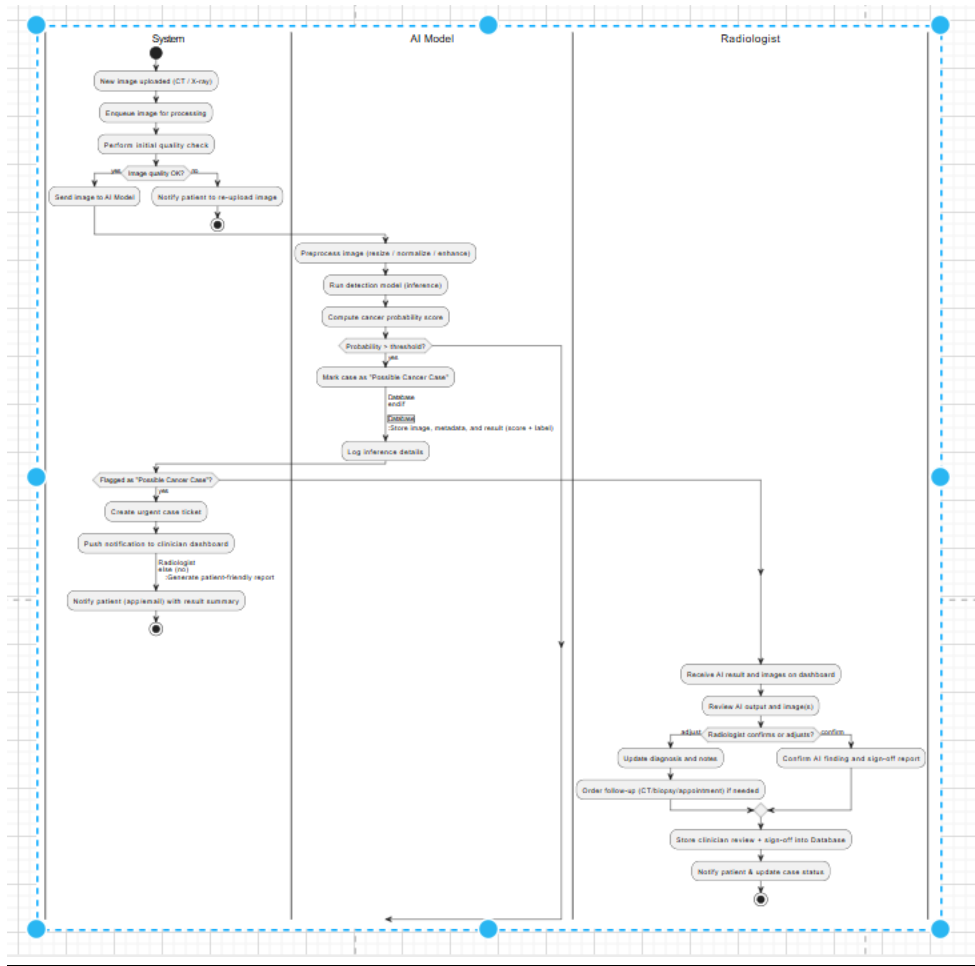 System
AI Model
Radiologist
New image uploaded (CT / X-ray)
Enqueue image for processing
Perform initial quality check
yes
Image quality OK?
no
Send image to AI Model
Notify patient to re-upload image
Preprocess image (resize / normalize / enhance)
Run detection model (inference)
Compute cancer probability score
Probability > threshold?
yes
Mark case as "Possible Cancer Case"
Database
endif
Database
:Store image, metadata, and result (score + label)
Log inference details
Flagged as "Possible Cancer Case"?
yes
Create urgent case ticket
Push notification to clinician dashboard
Radiologist
else (no)
:Generate patient-friendly report
Notify patient (app/email) with result summary
Receive AI result and images on dashboard
Review AI output and image(s)
adjust
Radiologist confirms or adjusts?
confirm
Update diagnosis and notes
Confirm AI finding and sign-off report
Order follow-up (CT/biopsy/appointment) if needed
Store clinician review + sign-off into Database
Notify patient & update case status